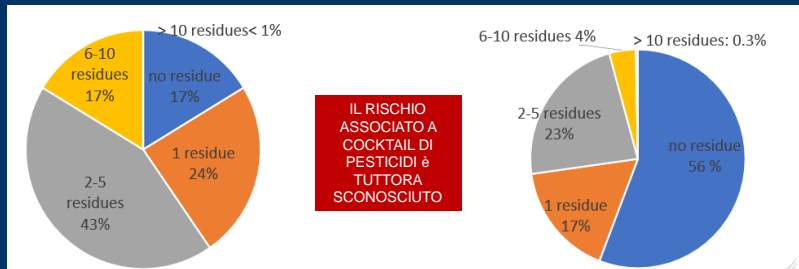 > 10 residues< 1%
6-10
residues
17%
no residue
17%
1 residue
24%
2-5
residues
43%
IL RISCHIO
ASSOCIATO A
COCKTAIL DI
PESTICIDI è
TUTTORA
SCONOSCIUTO
6-10 residues 4%
> 10 residues: 0.3%
2-5 residues
23%
no residue
56 %
1 residue
17%